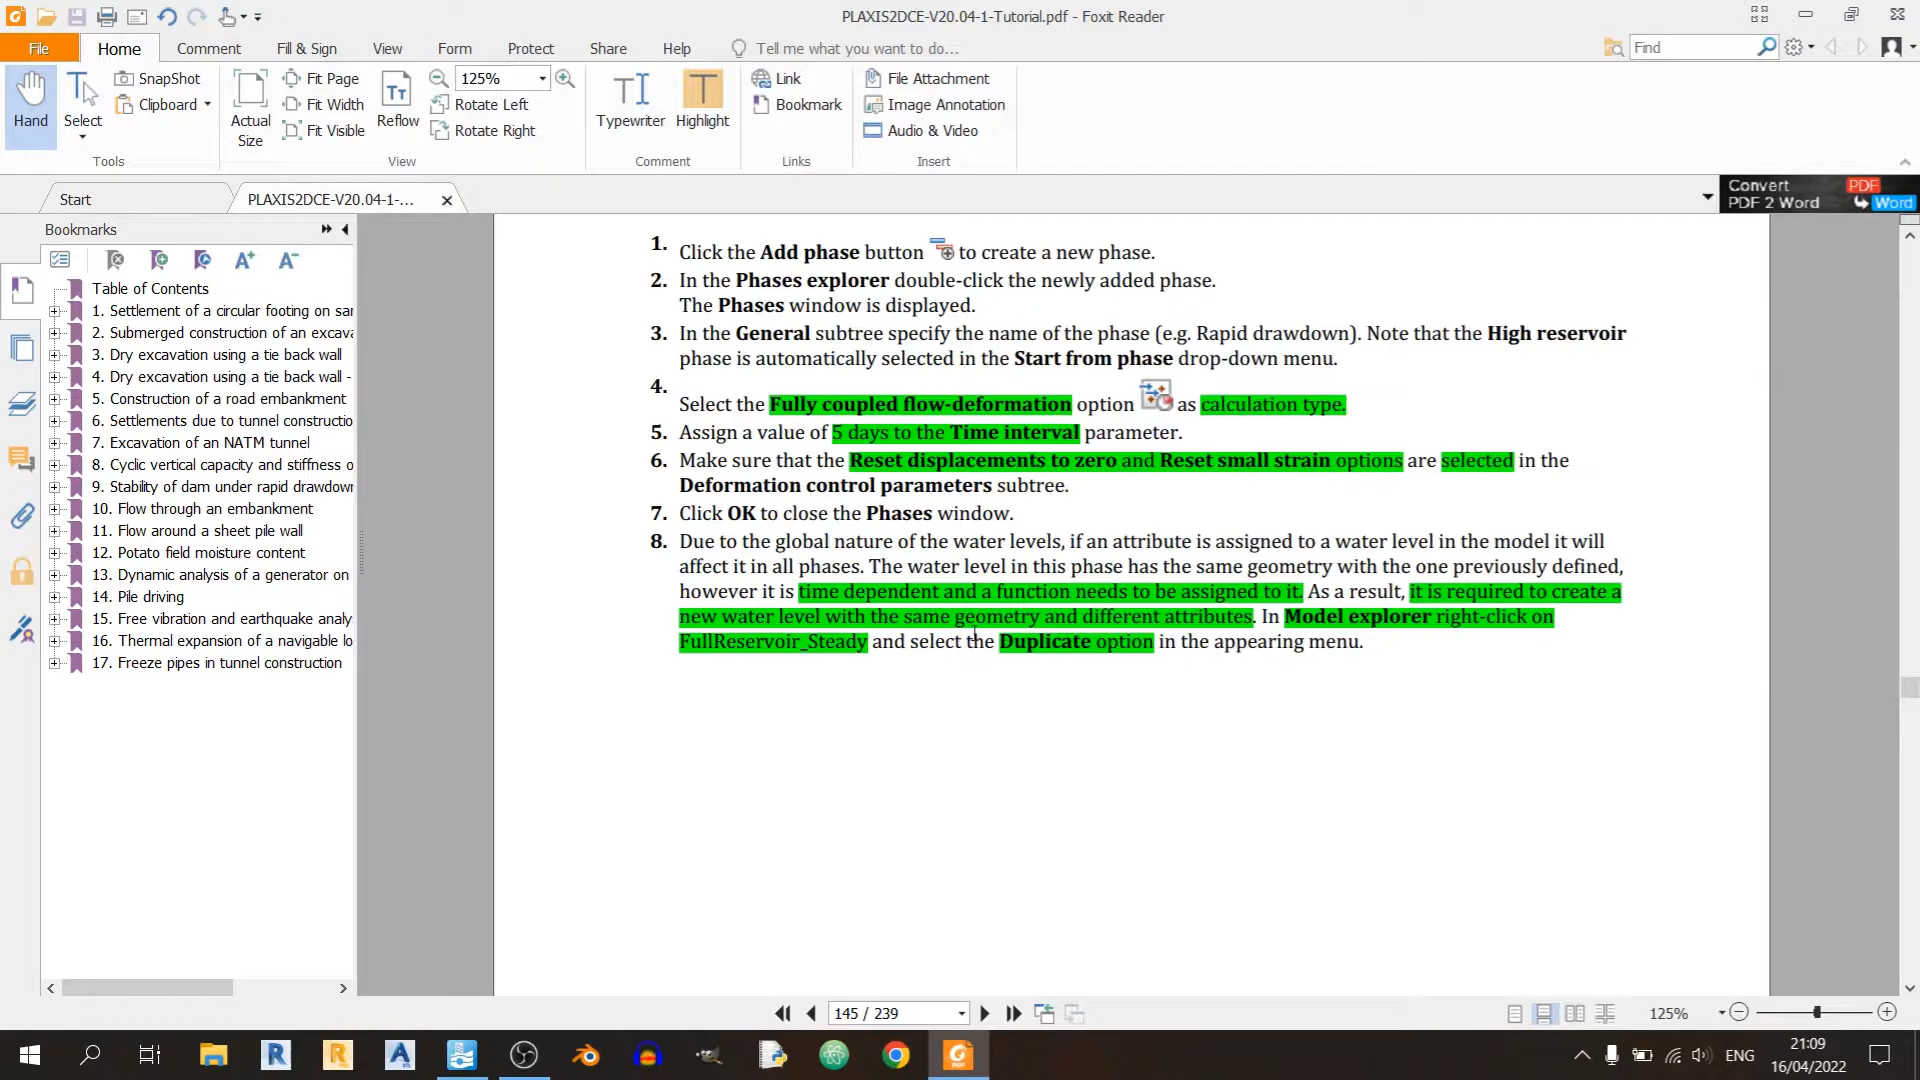 PLAXIS2DCE-V20.04-1-Tutorial.pdf - Foxit Reader
File
Home
Comment
Fill & Sign
View
Form
Protect
Share
Help
Tell me what you want to do...
Find
Hand
Select
SnapShot
Clipboard
Tools
Actual
Size
Fit Page
Fit Width
Fit Visible
Reflow
125%
Rotate Left
Rotate Right
View
Typewriter
Highlight
Comment
Link
Bookmark
Links
File Attachment
Image Annotation
Audio & Video
Insert
Start
PLAXIS2DCE-V20.04-1-...
Convert PDF
PDF 2 Word Word
Bookmarks
Table of Contents
1. Settlement of a circular footing on sar
2. Submerged construction of an excava
3. Dry excavation using a tie back wall
4. Dry excavation using a tie back wall -
5. Construction of a road embankment
6. Settlements due to tunnel constructio
7. Excavation of an NATM tunnel
8. Cyclic vertical capacity and stiffness o
9. Stability of dam under rapid drawdowr
10. Flow through an embankment
11. Flow around a sheet pile wall
12. Potato field moisture content
13. Dynamic analysis of a generator on
14. Pile driving
15. Free vibration and earthquake analy
16. Thermal expansion of a navigable lo
17. Freeze pipes in tunnel construction
1. Click the Add phase button to create a new phase.
2. In the Phases explorer double-click the newly added phase.
The Phases window is displayed.
3. In the General subtree specify the name of the phase (e.g. Rapid drawdown). Note that the High reservoir
phase is automatically selected in the Start from phase drop-down menu.
4. Select the Fully coupled flow-deformation option as calculation type.
5. Assign a value of 5 days to the Time interval parameter.
6. Make sure that the Reset displacements to zero and Reset small strain options are selected in the
Deformation control parameters subtree.
7. Click OK to close the Phases window.
8. Due to the global nature of the water levels, if an attribute is assigned to a water level in the model it will
affect it in all phases. The water level in this phase has the same geometry with the one previously defined,
however it is time dependent and a function needs to be assigned to it. As a result, it is required to create a
new water level with the same geometry and different attributes. In Model explorer right-click on
FullReservoir_Steady and select the Duplicate option in the appearing menu.
145 / 239
125%
ENG
21:09
16/04/2022